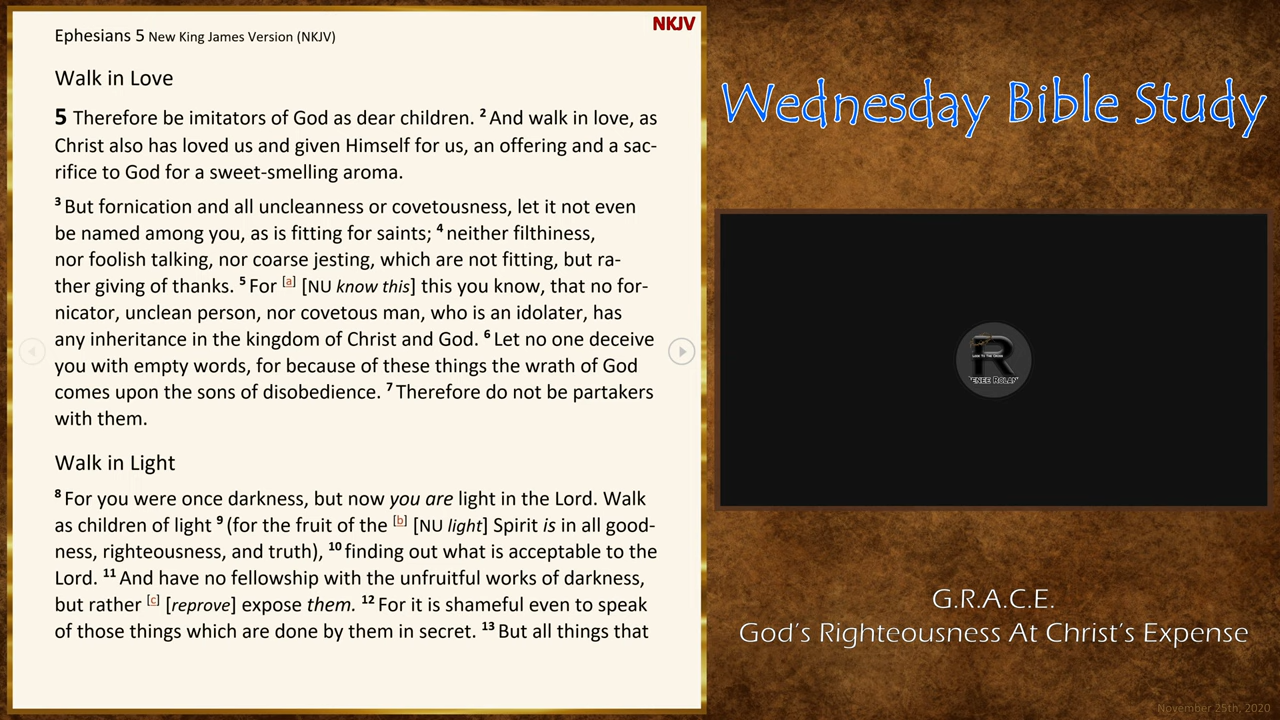 NKJV
Ephesians 5 New King James Version (NKJV)
Walk in Love
5 Therefore be imitators of God as dear children. 2 And walk in love, as
Christ also has loved us and given Himself for us, an offering and a sac-
rifice to God for a sweet-smelling aroma.
3 But fornication and all uncleanness or covetousness, let it not even
be named among you, as is fitting for saints; 4 neither filthiness,
nor foolish talking, nor coarse jesting, which are not fitting, but ra-
ther giving of thanks. 5 For [a] [NU know this] this you know, that no for-
nicator, unclean person, nor covetous man, who is an idolater, has
any inheritance in the kingdom of Christ and God. 6 Let no one deceive
you with empty words, for because of these things the wrath of God
comes upon the sons of disobedience. 7 Therefore do not be partakers
with them.
Walk in Light
8 For you were once darkness, but now you are light in the Lord. Walk
as children of light 9 (for the fruit of the [b] [NU light] Spirit is in all good-
ness, righteousness, and truth), 10 finding out what is acceptable to the
Lord. 11 And have no fellowship with the unfruitful works of darkness,
but rather [c] [reprove] expose them. 12 For it is shameful even to speak
of those things which are done by them in secret. 13 But all things that
Wednesday Bible Study
R
G.R.A.C.E.
God's Righteousness At Christ's Expense
November 25th, 2020